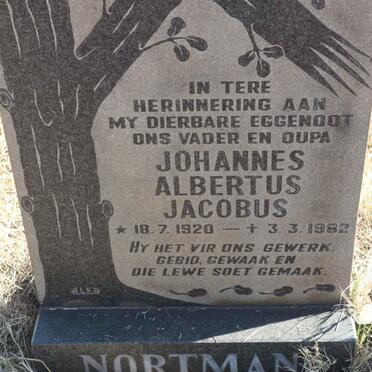 IN TERE
HERINNERING AAN
MY DIERBARE EGGENOOT
ONS VADER EN OUPA
JOHANNES
ALBERTUS
JACOBUS
★ 18.7.1920 — ✝ 3.3.1982
HY HET VIR ONS GEWERK,
GEBID, GEWAAK EN
DIE LEWE SOET GEMAAK.
NORTMAN